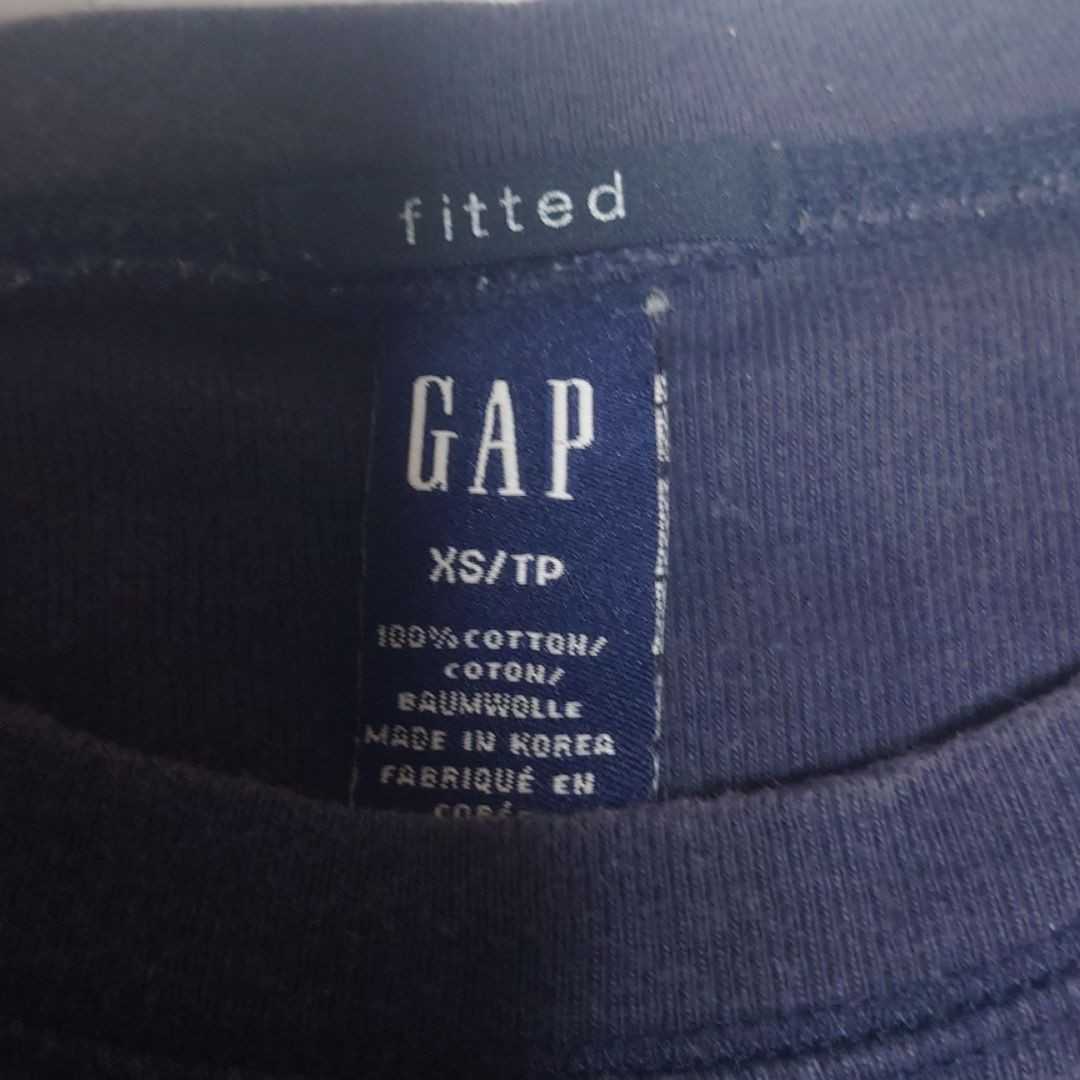 fitted
GAP
XS/TP
100% COTTON/
COTON/
BAUMWOLLE
MADE IN KOREA
FABRIQUÉ EN